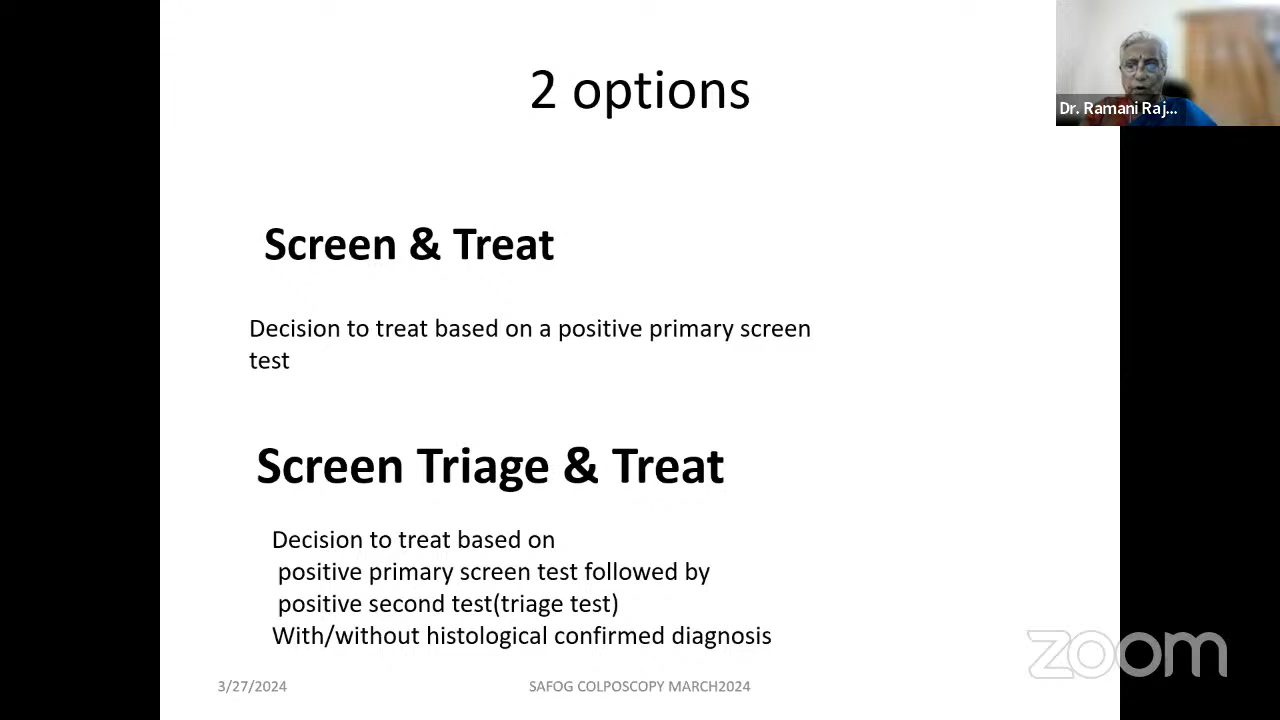 2 options
Dr. Ramani Raj...
Screen & Treat
Decision to treat based on a positive primary screen
test
Screen Triage & Treat
Decision to treat based on
positive primary screen test followed by
positive second test(triage test)
With/without histological confirmed diagnosis
zoom
3/27/2024
SAFOG COLPOSCOPY MARCH2024